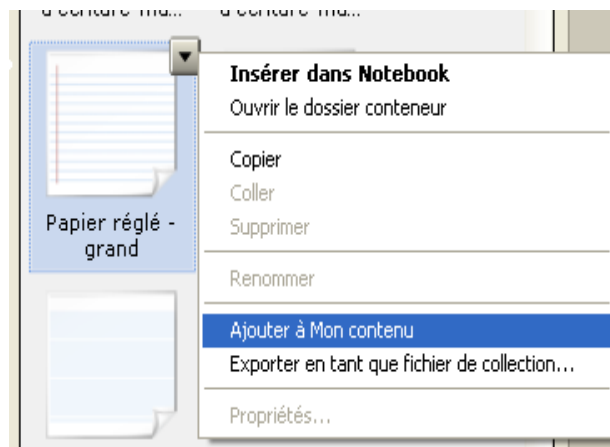 Insérer dans Notebook
Ouvrir le dossier conteneur
Copier
Coller
Supprimer
Renommer
Ajouter à Mon contenu
Exporter en tant que fichier de collection...
Propriétés...
Papier réglé -
grand